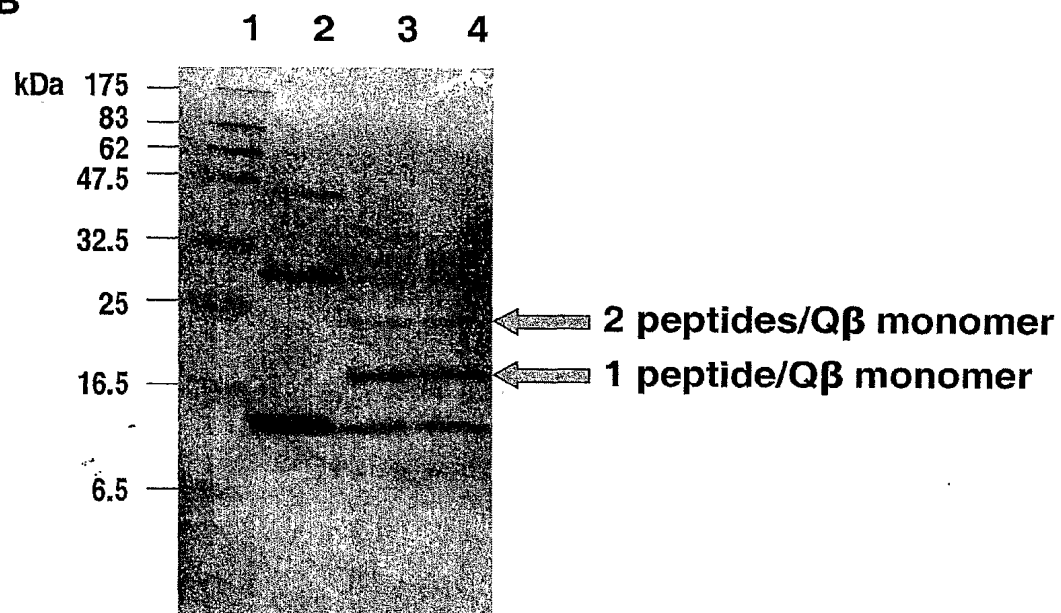 B
1 2 3 4
kDa 175
83
62
47.5
32.5
25
2 peptides/Qβ monomer
1 peptide/Qβ monomer
16.5
6.5